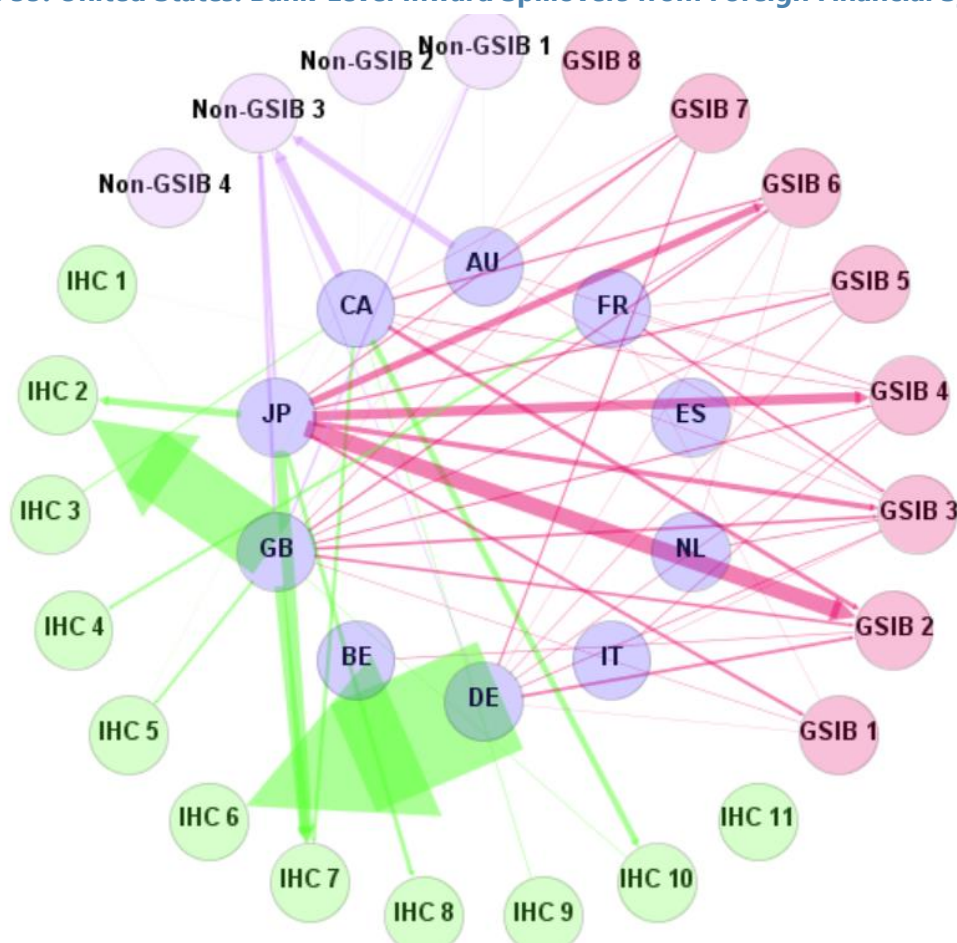 Non-GSIB 1
Non-GSIB 2
GSIB 8
Non-GSIB 3
GSIB 7
Non-GSIB 4
GSIB 6
AU
IHC 1
GSIB 5
CA
FR
IHC 2
GSIB 4
JP
ES
IHC 3
GSIB 3
GB
NL
IHC 4
GSIB 2
BE
IT
DE
IHC 5
GSIB 1
IHC 6
IHC 11
IHC 7
IHC 10
IHC 8
IHC 9